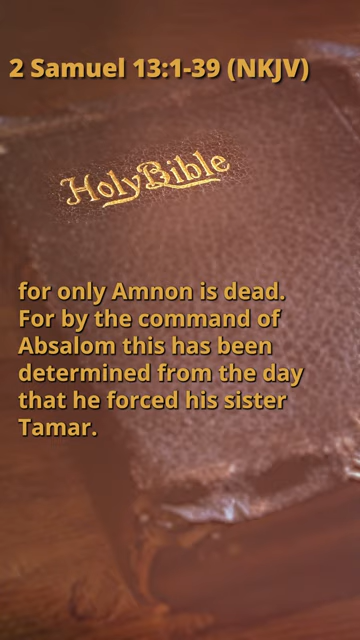 2 Samuel 13:1-39 (NKJV)
Holy Bible
for only Amnon is dead.
For by the command of
Absalom this has been
determined from the day
that he forced his sister
Tamar.